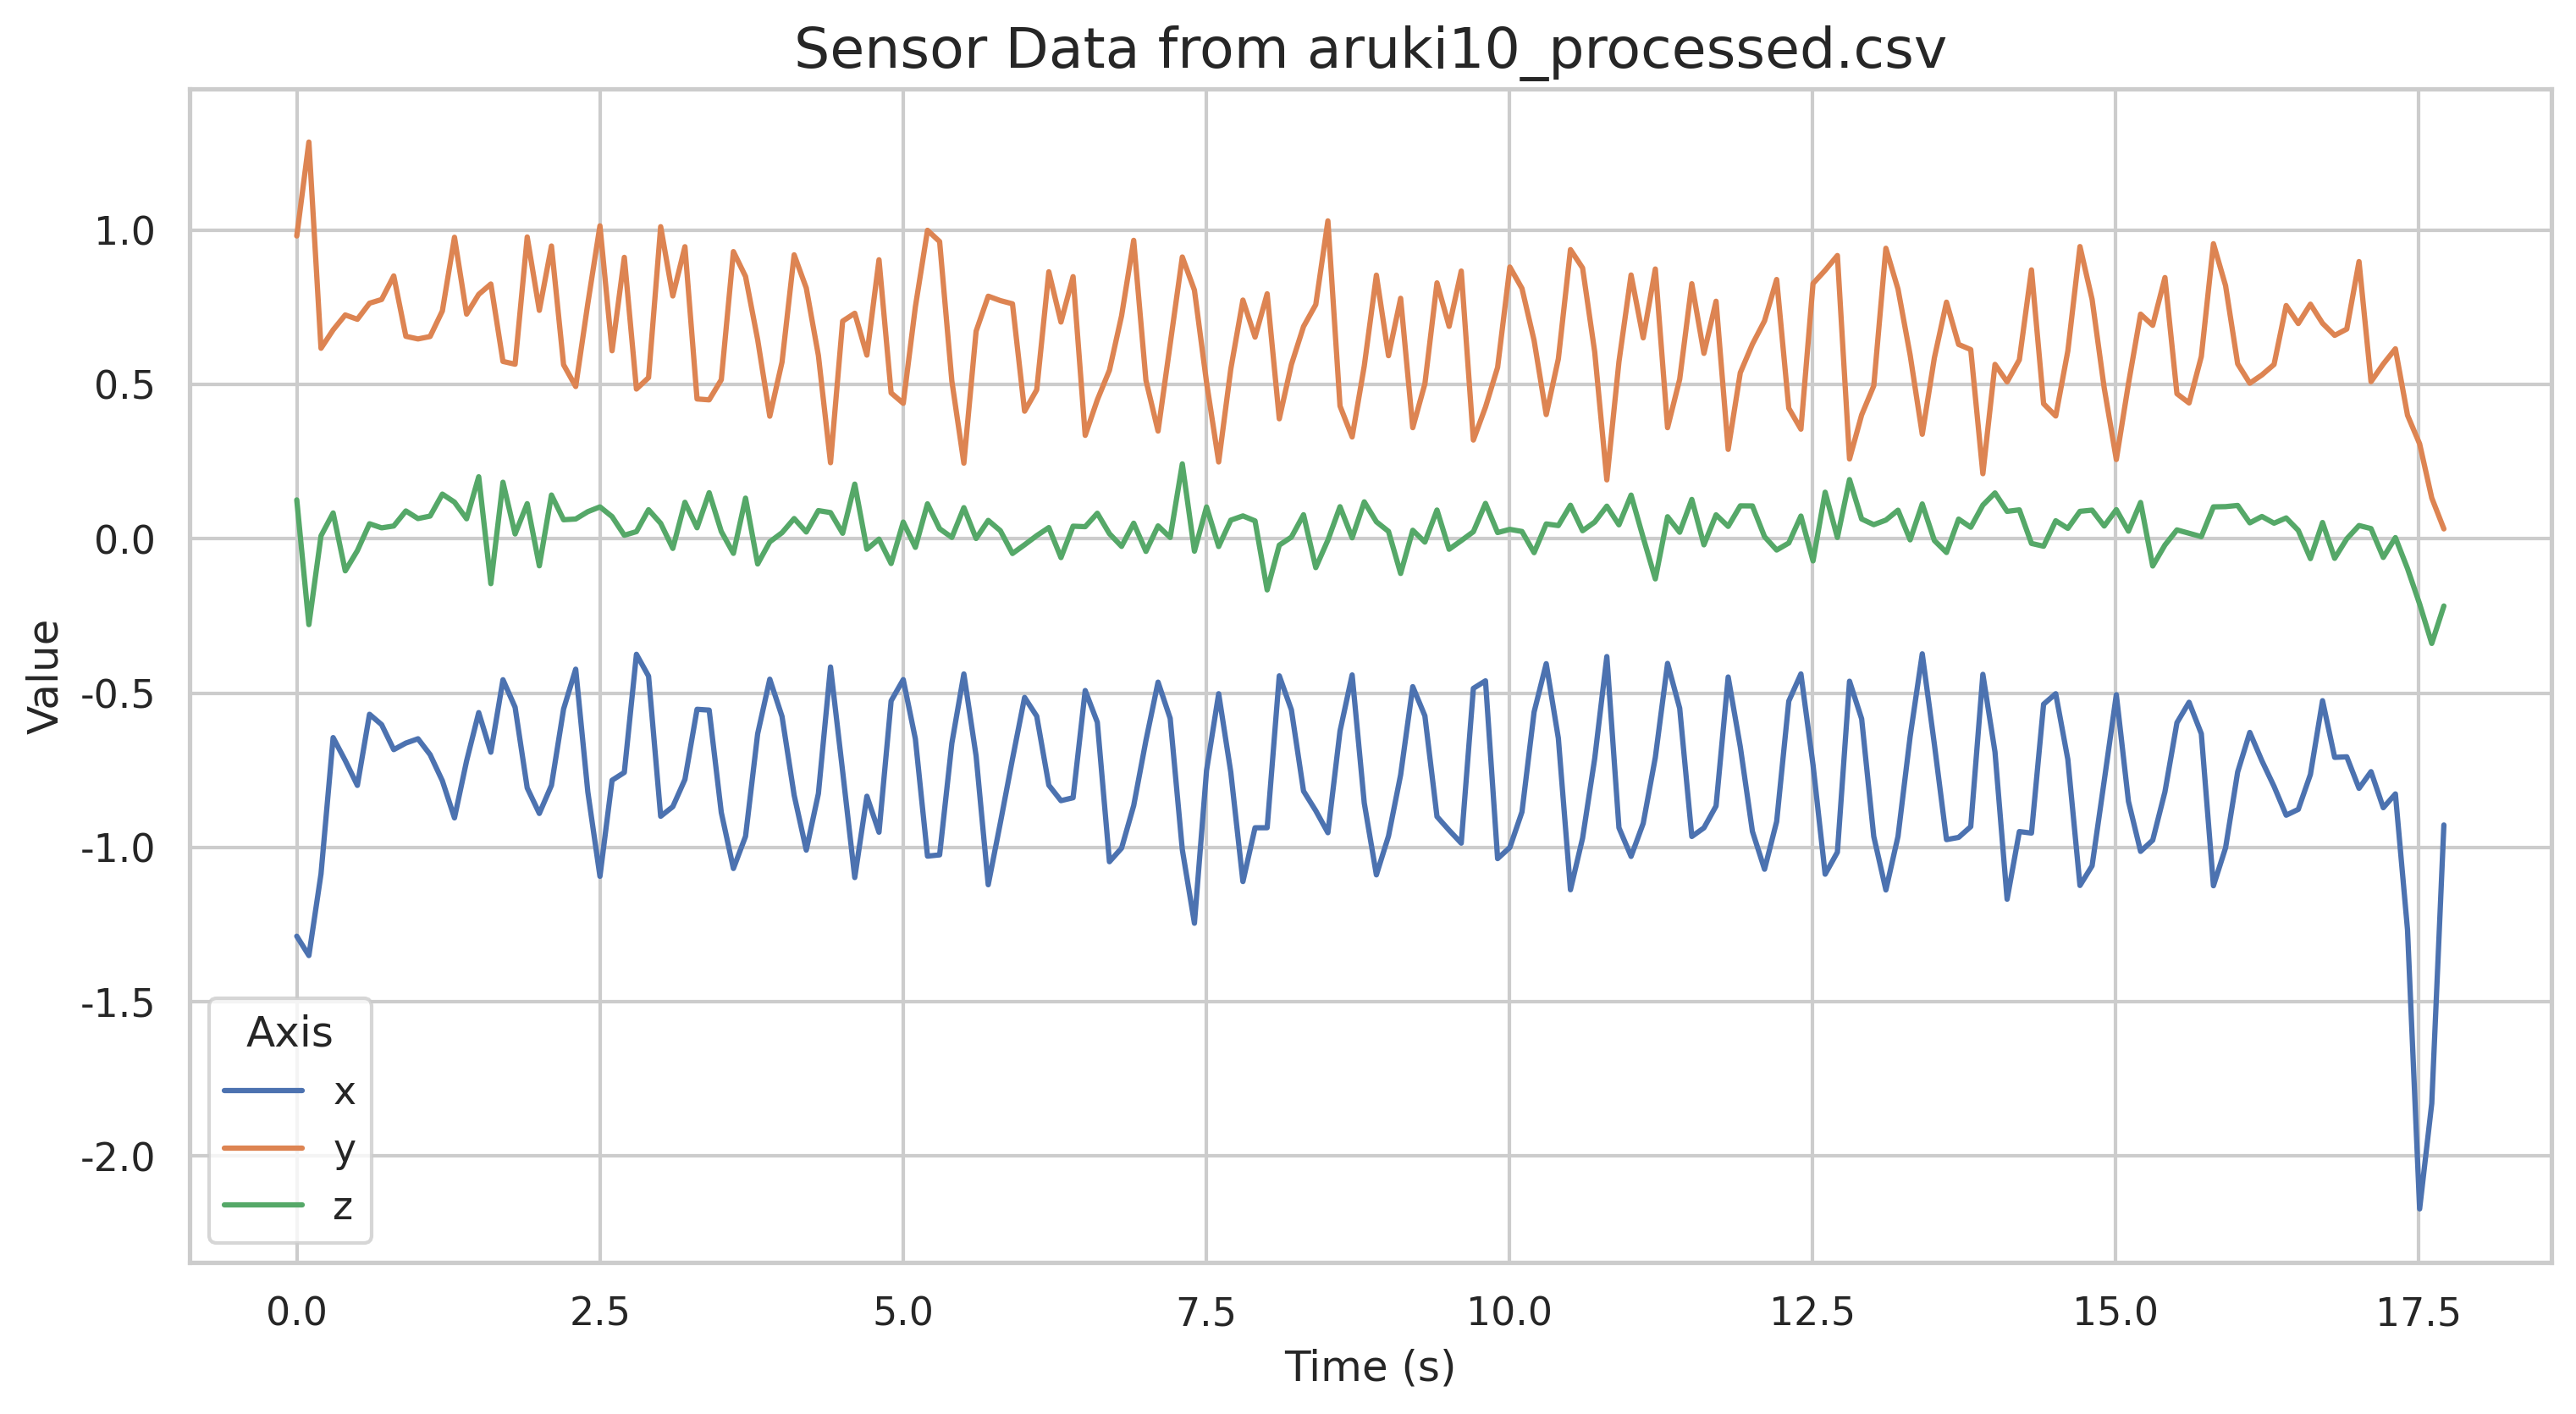 Sensor Data from aruki10_processed.csv
1.0
0.5
0.0
-0.5
-1.0
-1.5
-2.0
Value
Axis
x
y
z
0.0 2.5 5.0 7.5 10.0 12.5 15.0 17.5
Time (s)